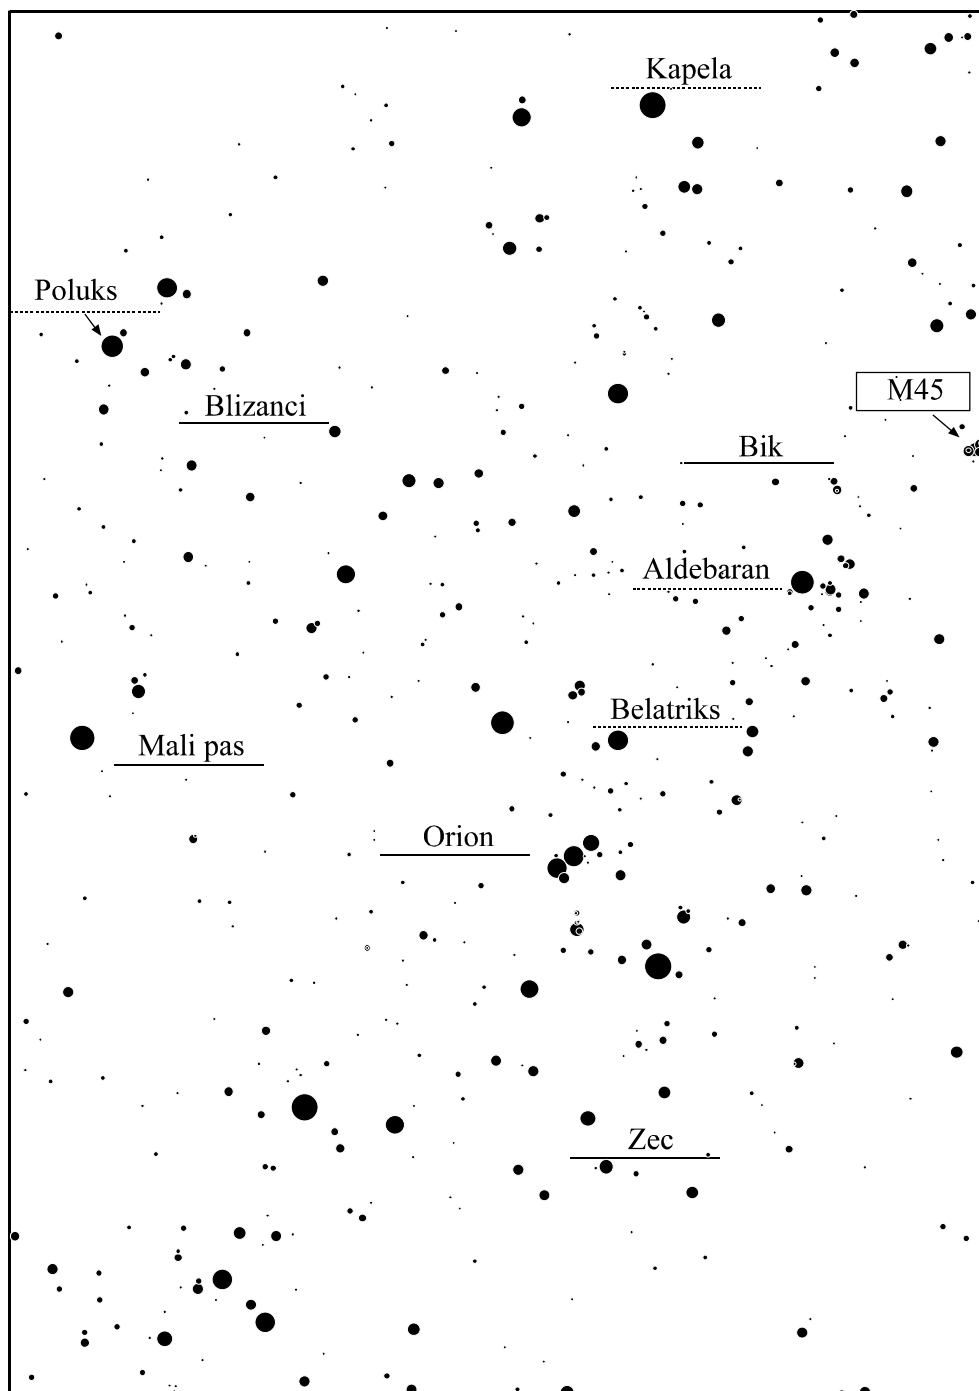 Kapela
Poluks
M45
Blizanci
Bik
Aldebaran
Belatriks
Mali pas
Orion
Zec